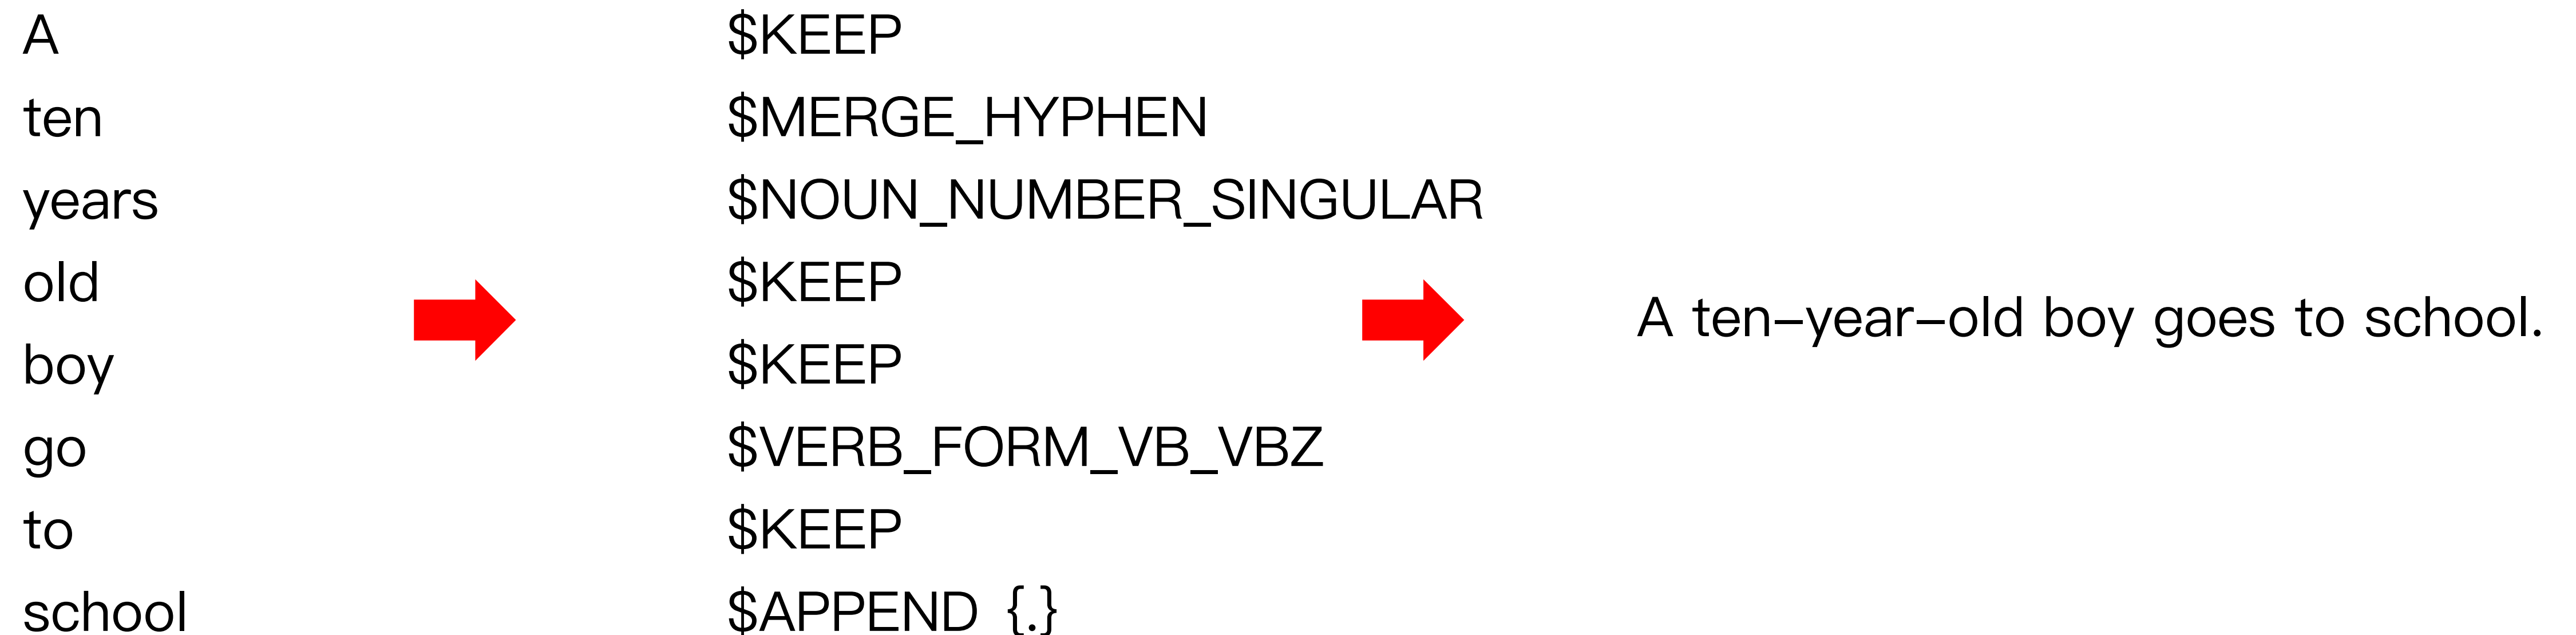 A $KEEP
ten $MERGE_HYPHEN
years $NOUN_NUMBER_SINGULAR
old $KEEP
A ten-year-old boy goes to school.
boy $KEEP
go $VERB_FORM_VB_VBZ
to $KEEP
school $APPEND {.}